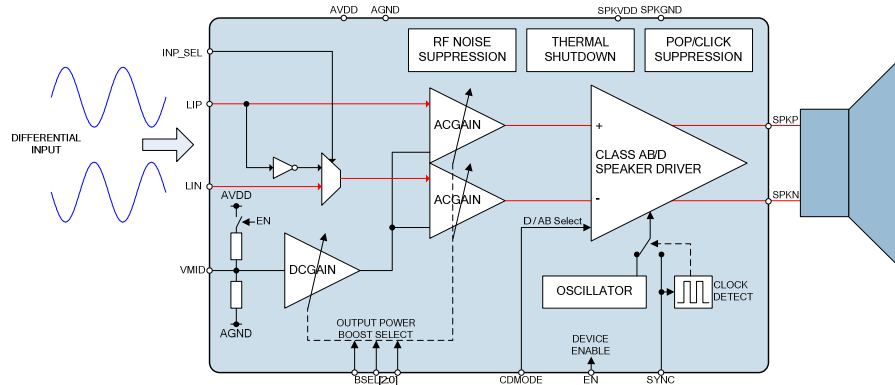 AVDD
AGND
SPKVDD
SPKGND
INP_SEL
RF NOISE
SUPPRESSION
THERMAL
SHUTDOWN
POP/CLICK
SUPPRESSION
LIP
ACGAIN
+
SPKP
DIFFERENTIAL
INPUT
CLASS AB/D
SPEAKER DRIVER
LIN
ACGAIN
-
SPKN
AVDD
EN
D / AB Select
VMID
DCGAIN
OSCILLATOR
CLOCK
DETECT
AGND
OUTPUT POWER
BOOST SELECT
DEVICE
ENABLE
BSEL[2:0]
CDMODE
EN
SYNC